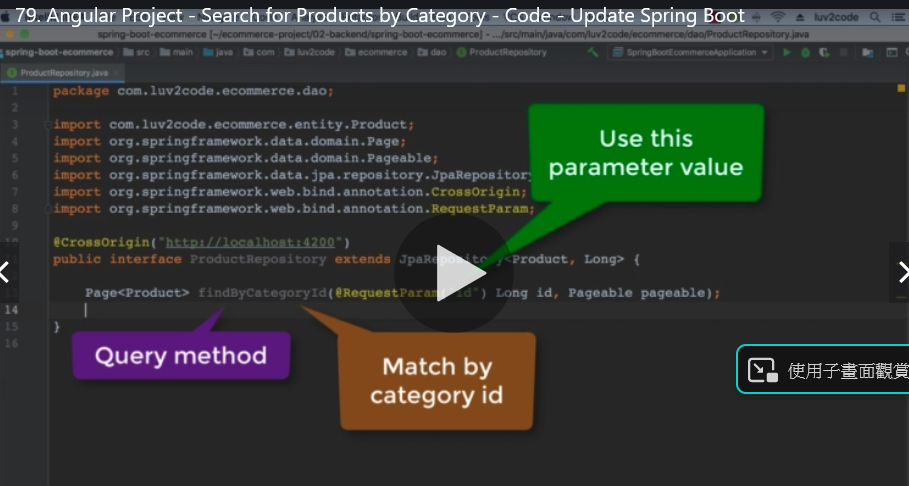 79. Angular Project - Search for Products by Category - Code - Update Spring Boot
luv2code
spring-boot-ecommerce [~/ecommerce-project/02-backend/spring-boot-ecommerce] - .../src/main/java/com/luv2code/ecommerce/dao/ProductRepository.java
spring-boot-ecommerce src main java com luv2code ecommerce dao ProductRepository SpringBootEcommerceApplication
ProductRepository.java
1 package com.luv2code.ecommerce.dao;
2
3 import com.luv2code.ecommerce.entity.Product;
4 import org.springframework.data.domain.Page;
5 import org.springframework.data.domain.Pageable;
6 import org.springframework.data.jpa.repository.JpaRepository
7 import org.springframework.web.bind.annotation.CrossOrigin;
8 import org.springframework.web.bind.annotation.RequestParam;
9
10 @CrossOrigin("http://localhost:4200")
public interface ProductRepository extends JpaRepository<Product, Long> {
Page<Product> findByCategoryId(@RequestParam("id") Long id, Pageable pageable);
14
15 }
16
Use this
parameter value
Query method
Match by
category id
使用子畫面觀賞